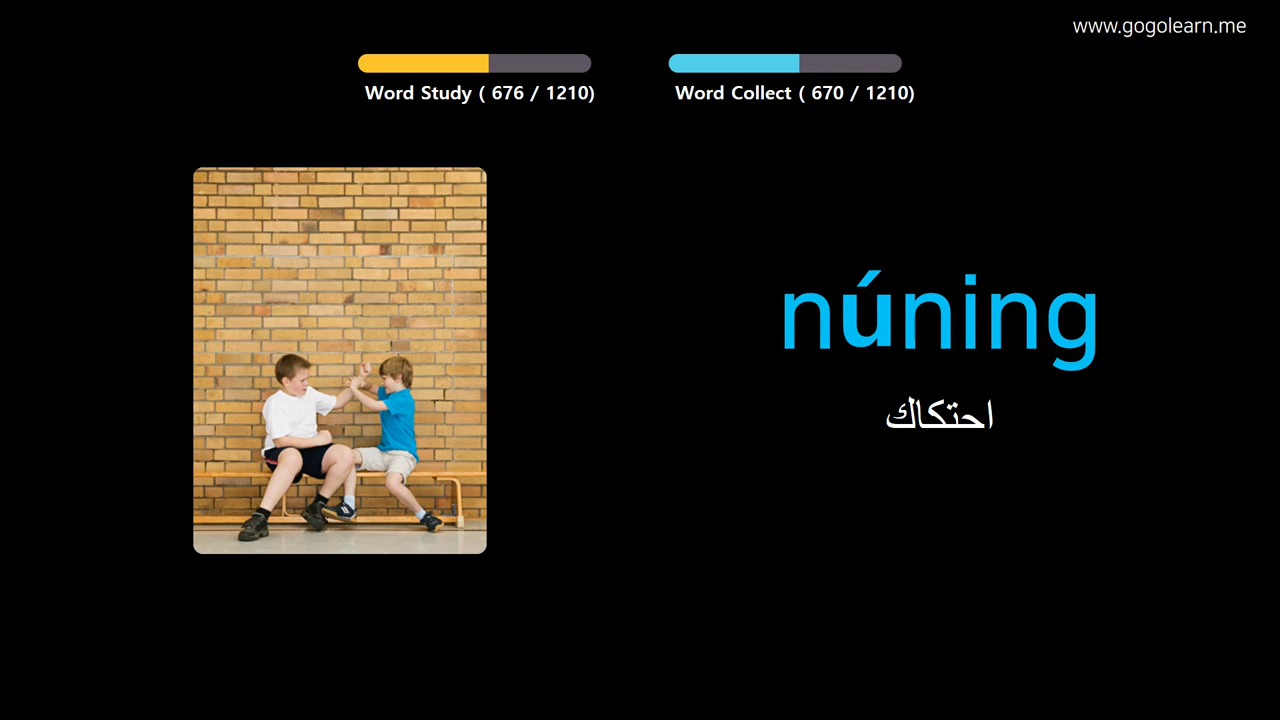 www.gogolearn.me
Word Study ( 676 / 1210)
Word Collect ( 670 / 1210)
núning
احتكاك